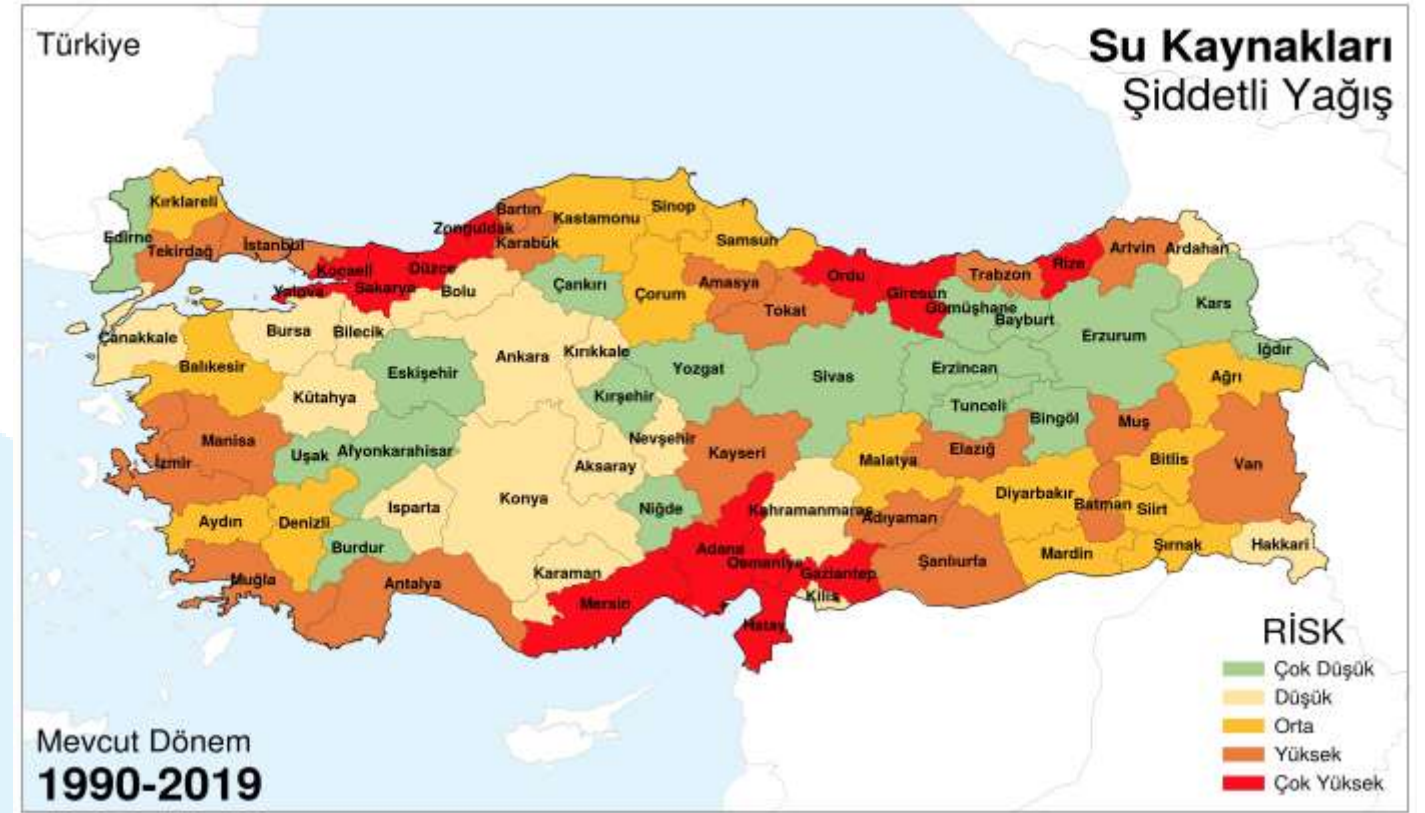 Türkiye
Su Kaynakları
Şiddetli Yağış
Kırklareli
Edirne
Tekirdağ
İstanbul
Kocaeli
Yalova
Sakarya
Düzce
Zonguldak
Bartın
Karabük
Kastamonu
Sinop
Samsun
Bolu
Çankırı
Çorum
Amasya
Tokat
Ordu
Giresun
Trabzon
Rize
Artvin
Ardahan
Gümüşhane
Bayburt
Erzurum
Kars
Iğdır
Ağrı
Çanakkale
Balıkesir
Bursa
Bilecik
Kütahya
Eskişehir
Ankara
Kırıkkale
Kırşehir
Yozgat
Sivas
Erzincan
Tunceli
Bingöl
Muş
Bitlis
Van
Manisa
İzmir
Uşak
Afyonkarahisar
Nevşehir
Aksaray
Kayseri
Malatya
Elazığ
Diyarbakır
Batman
Siirt
Aydın
Denizli
Isparta
Burdur
Konya
Niğde
Kahramanmaraş
Adıyaman
Şanlıurfa
Mardin
Şırnak
Hakkari
Muğla
Antalya
Karaman
Mersin
Adana
Osmaniye
Gaziantep
Kilis
Hatay
RİSK
Çok Düşük
Düşük
Orta
Yüksek
Çok Yüksek
Mevcut Dönem
1990-2019